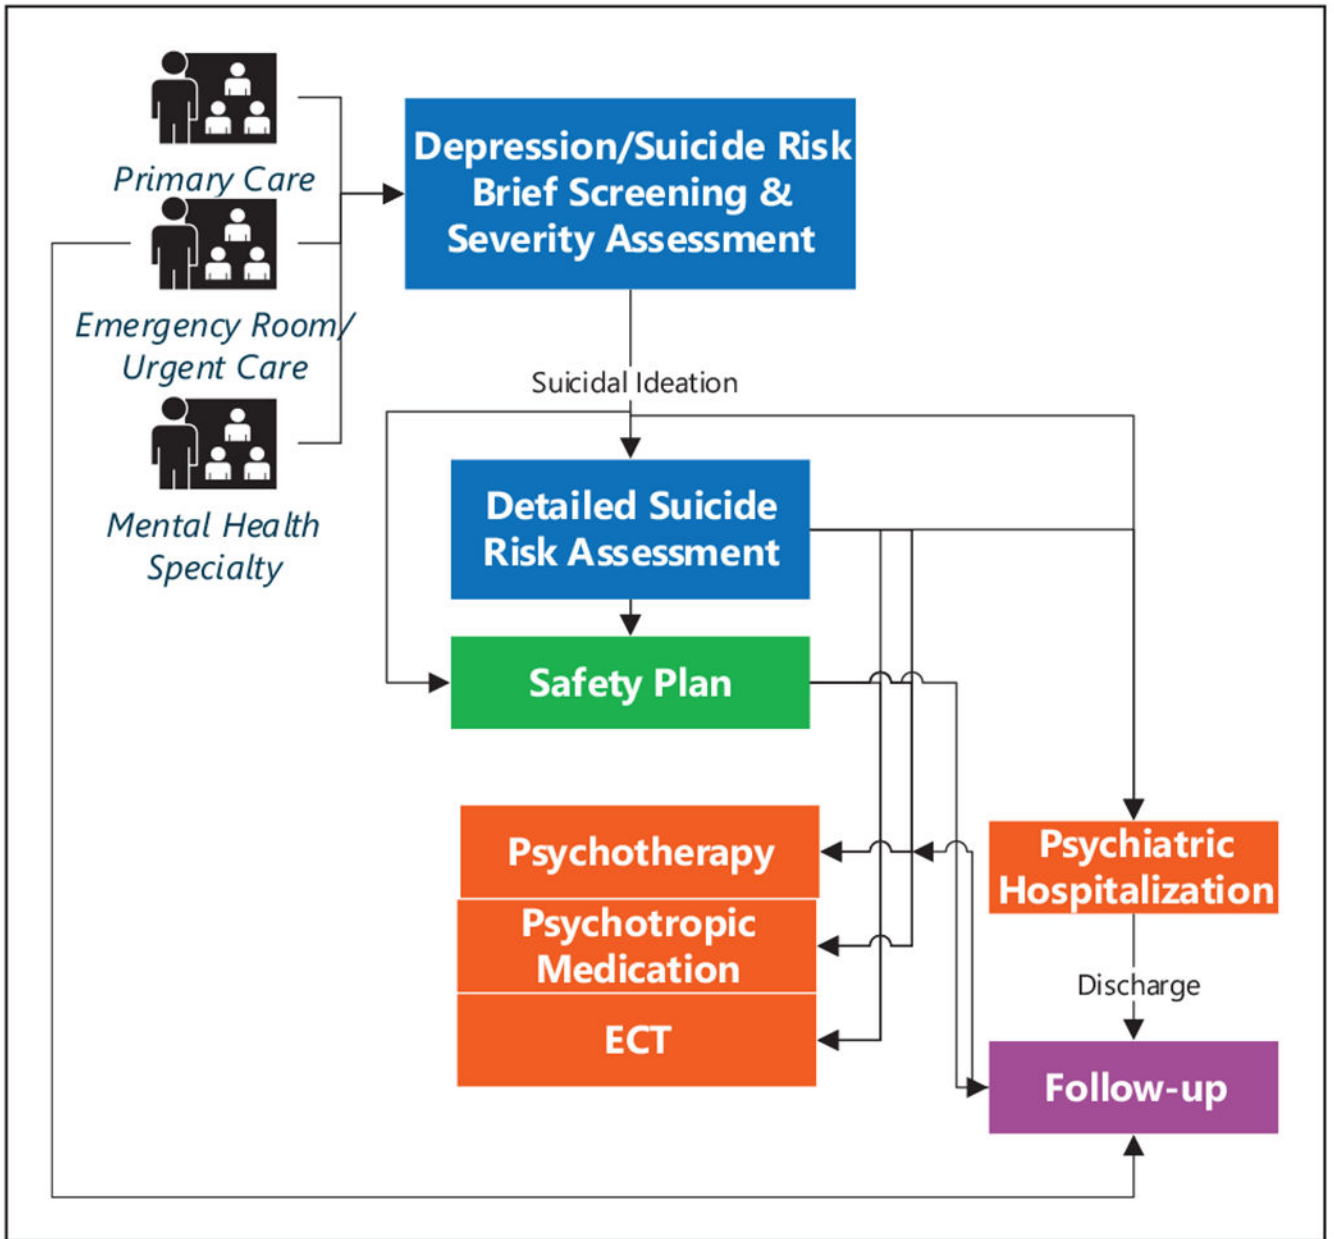 Primary Care
Emergency Room/
Urgent Care
Mental Health
Specialty
Depression/Suicide Risk
Brief Screening &
Severity Assessment
Suicidal Ideation
Detailed Suicide
Risk Assessment
Safety Plan
Psychotherapy
Psychotropic
Medication
ECT
Psychiatric
Hospitalization
Discharge
Follow-up